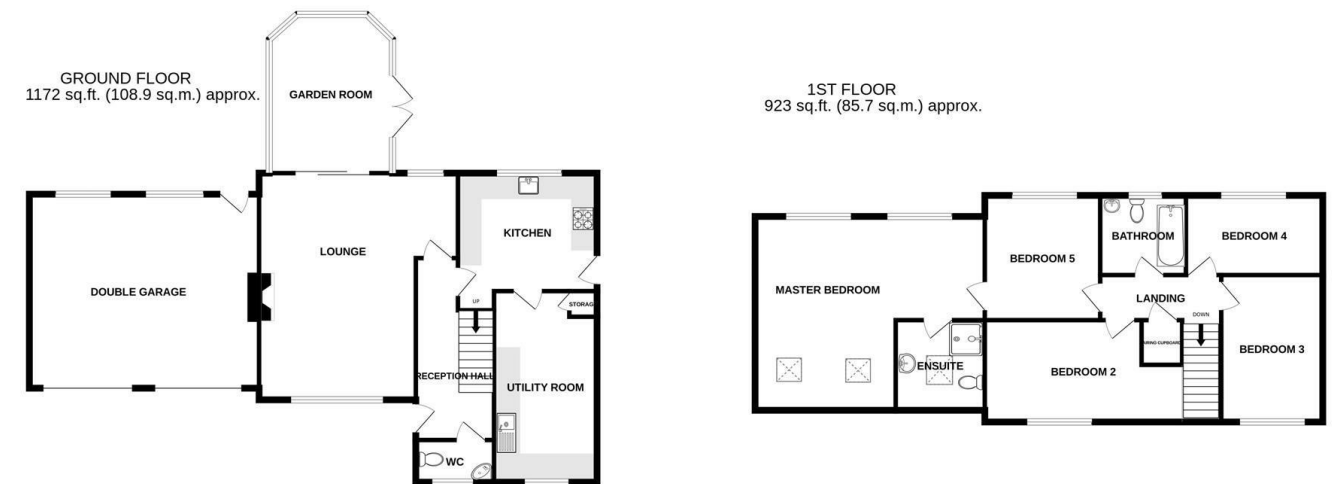 GROUND FLOOR
1172 sq.ft. (108.9 sq.m.) approx.
GARDEN ROOM
LOUNGE
KITCHEN
DOUBLE GARAGE
UP
STORAG
RECEPTION HALL
UTILITY ROOM
WC
1ST FLOOR
923 sq.ft. (85.7 sq.m.) approx.
BATHROOM
BEDROOM 4
BEDROOM 5
MASTER BEDROOM
LANDING
DOWN
CUPBOARD
BEDROOM 3
ENSUITE
BEDROOM 2